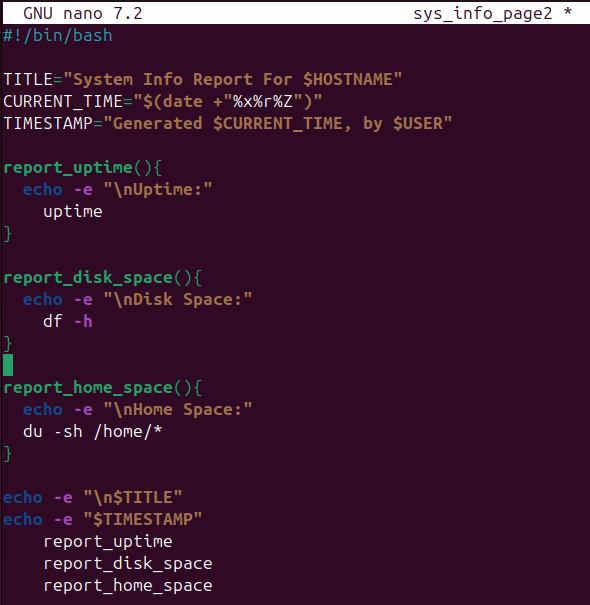 GNU nano 7.2 sys_info_page2 *
#!/bin/bash
TITLE="System Info Report For $HOSTNAME"
CURRENT_TIME="$(date +"%x%r%Z")"
TIMESTAMP="Generated $CURRENT_TIME, by $USER"
report_uptime(){
echo -e "\nUptime:"
uptime
}
report_disk_space(){
echo -e "\nDisk Space:"
df -h
}
report_home_space(){
echo -e "\nHome Space:"
du -sh /home/*
}
echo -e "\n$TITLE"
echo -e "$TIMESTAMP"
report_uptime
report_disk_space
report_home_space